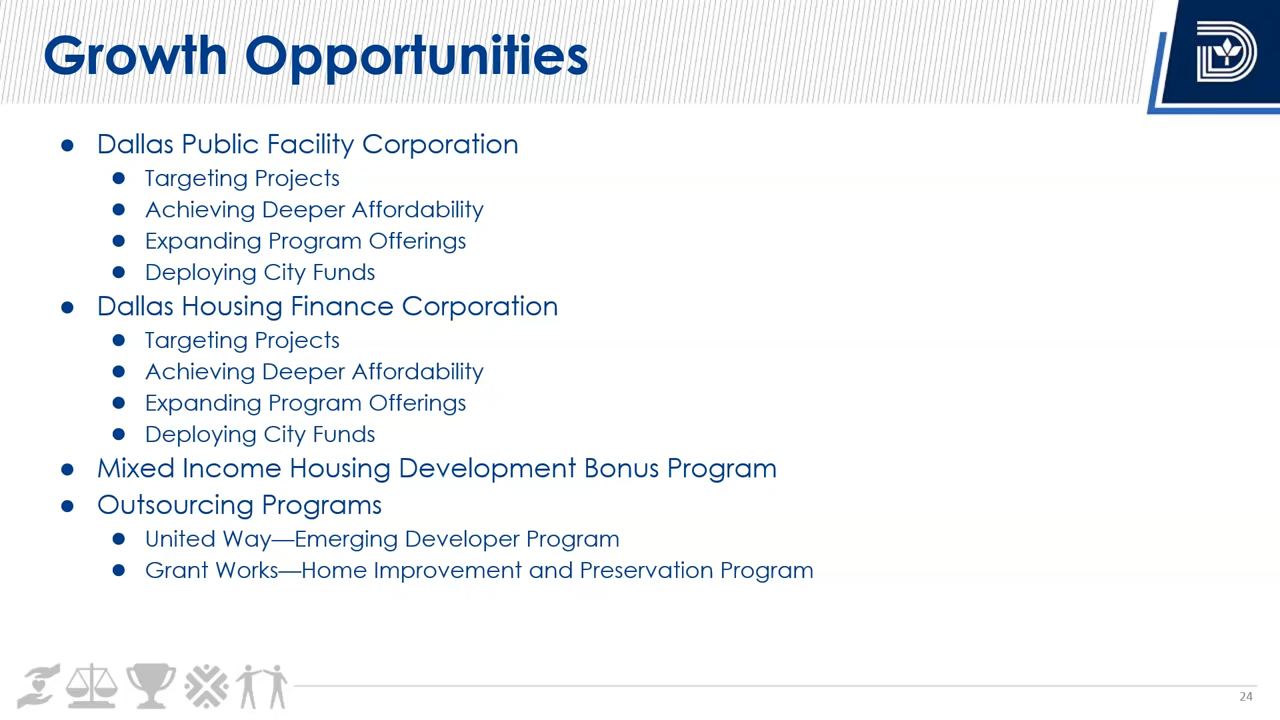 Growth Opportunities
● Dallas Public Facility Corporation
● Targeting Projects
● Achieving Deeper Affordability
● Expanding Program Offerings
● Deploying City Funds
● Dallas Housing Finance Corporation
● Targeting Projects
● Achieving Deeper Affordability
● Expanding Program Offerings
● Deploying City Funds
● Mixed Income Housing Development Bonus Program
● Outsourcing Programs
● United Way—Emerging Developer Program
● Grant Works—Home Improvement and Preservation Program
24